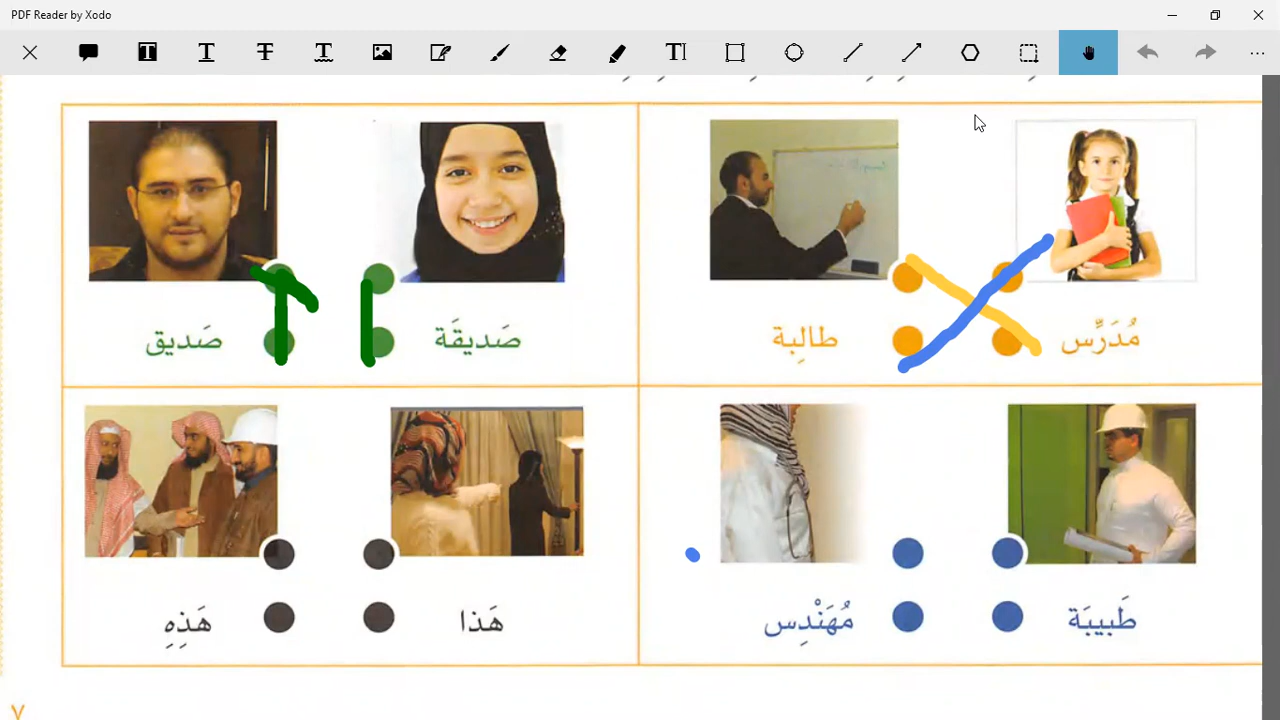 PDF Reader by Xodo
مُدَرِّس طالِبة صَديقَة صَديق
طَبيبَة مُهَنْدِس هَذا هَذِهِ
٧